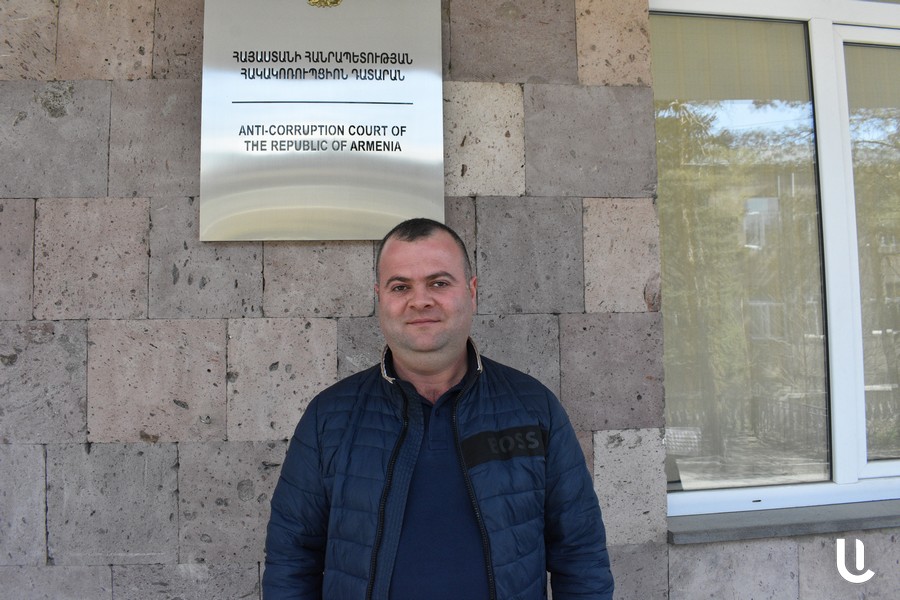 ՀԱՅԱՍՏԱՆԻ ՀԱՆՐԱՊԵՏՈՒԹՅԱՆ
ՀԱԿԱԿՈՌՈՒՊՑԻՈՆ ԴԱՏԱՐԱՆ
ANTI-CORRUPTION COURT OF
THE REPUBLIC OF ARMENIA
BOSS